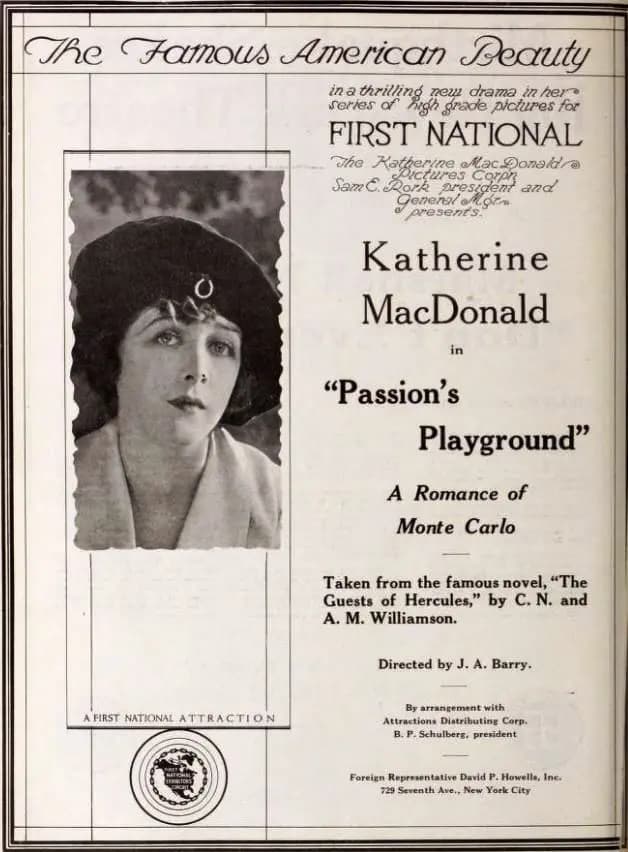 The Famous American Beauty
in a thrilling new drama in her
series of high grade pictures for
FIRST NATIONAL
The Katherine MacDonald
Pictures Corpn
Sam E. Rork president and
General Mgr.
presents.
Katherine
MacDonald
in
“Passion’s
Playground”
A Romance of
Monte Carlo
Taken from the famous novel, “The
Guests of Hercules,” by C. N. and
A. M. Williamson.
Directed by J. A. Barry.
By arrangement with
Attractions Distributing Corp.
B. P. Schulberg, president
Foreign Representative David P. Howells, Inc.
729 Seventh Ave., New York City
A FIRST NATIONAL ATTRACTION
FIRST
NATIONAL
EXHIBITORS
CIRCUIT